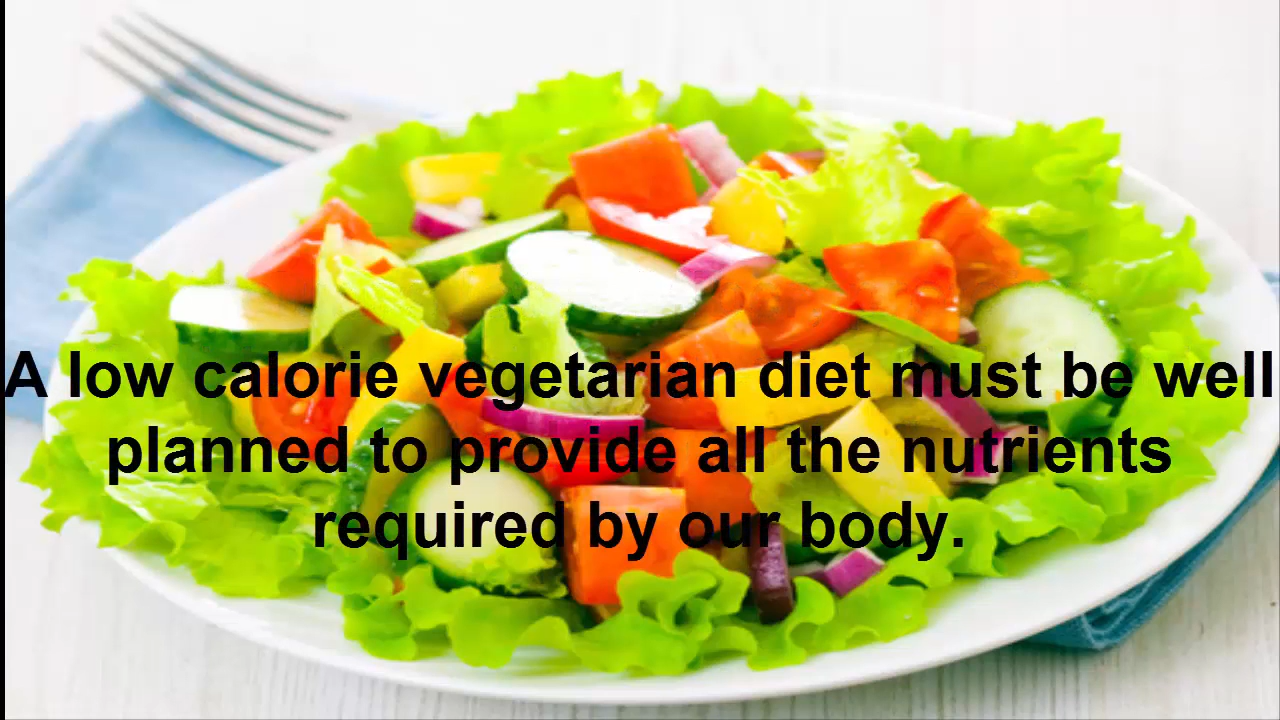 A low calorie vegetarian diet must be well
planned to provide all the nutrients
required by our body.